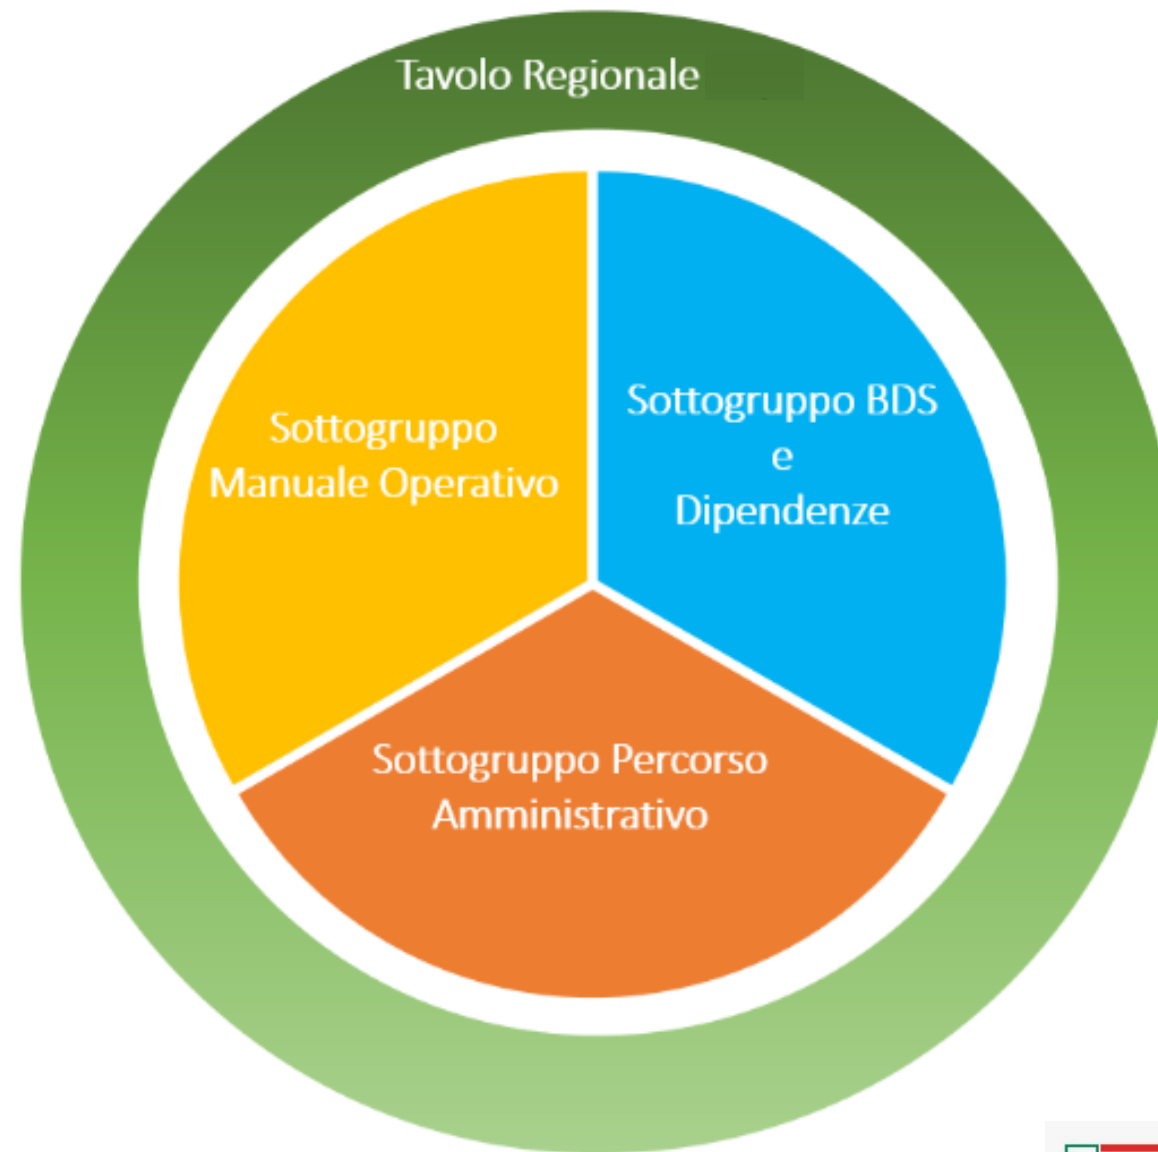 Tavolo Regionale
Sottogruppo
Manuale Operativo
Sottogruppo BDS
e
Dipendenze
Sottogruppo Percorso
Amministrativo